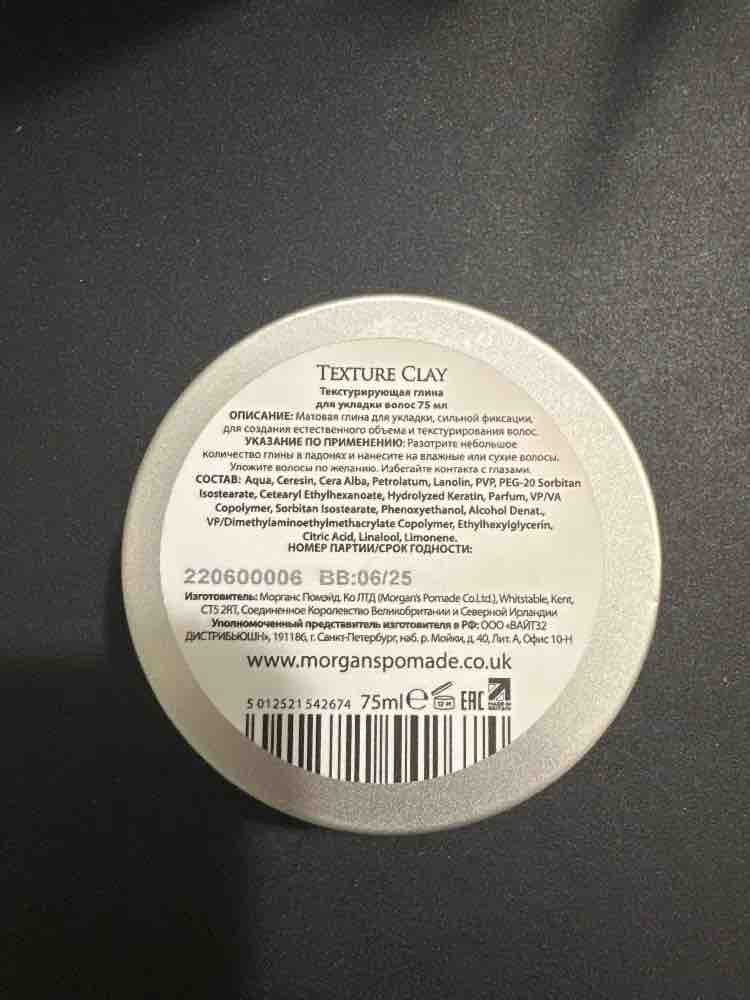 TEXTURE CLAY
Текстурирующая глина
для укладки волос 75 мл
ОПИСАНИЕ: Матовая глина для укладки, сильной фиксации,
для создания естественного объема и текстурирования волос.
УКАЗАНИЕ ПО ПРИМЕНЕНИЮ: Разотрите небольшое
количество глины в ладонях и нанесите на влажные или сухие волосы.
Уложите волосы по желанию. Избегайте контакта с глазами.
СОСТАВ: Aqua, Ceresin, Cera Alba, Petrolatum, Lanolin, PVP, PEG-20 Sorbitan
Isostearate, Cetearyl Ethylhexanoate, Hydrolyzed Keratin, Parfum, VP/VA
Copolymer, Sorbitan Isostearate, Phenoxyethanol, Alcohol Denat.,
VP/Dimethylaminoethylmethacrylate Copolymer, Ethylhexylglycerin,
Citric Acid, Linalool, Limonene.
НОМЕР ПАРТИИ/СРОК ГОДНОСТИ:
220600006 BB:06/25
Изготовитель: Морганс Помэйд. Ко ЛТД (Morgan's Pomade Co.Ltd.), Whitstable, Kent,
CT5 2RT, Соединенное Королевство Великобритании и Северной Ирландии
Уполномоченный представитель изготовителя в РФ: ООО «ВАЙТ32
ДИСТРИБЬЮШН», 191186, г. Санкт-Петербург, наб. р. Мойки, д. 40, Лит. А, Офис 10-Н
www.morganspomade.co.uk
5 012521 542674 75ml e 12 M EAC MADE IN BRITAIN